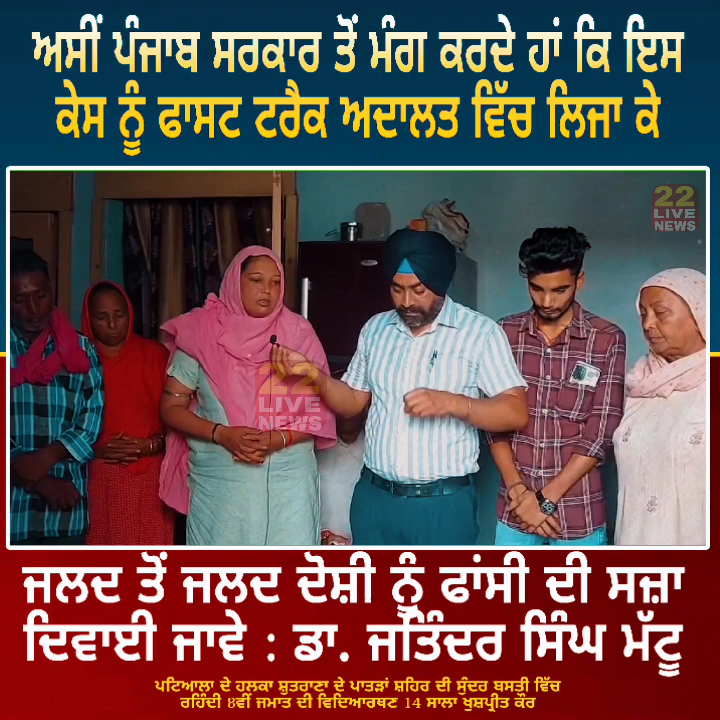 ਅਸੀਂ ਪੰਜਾਬ ਸਰਕਾਰ ਤੋਂ ਮੰਗ ਕਰਦੇ ਹਾਂ ਕਿ ਇਸ
ਕੇਸ ਨੂੰ ਫਾਸਟ ਟਰੈਕ ਅਦਾਲਤ ਵਿੱਚ ਲਿਜਾ ਕੇ
22
LIVE
NEWS
22
LIVE
NEWS
ਜਲਦ ਤੋਂ ਜਲਦ ਦੋਸ਼ੀ ਨੂੰ ਫਾਂਸੀ ਦੀ ਸਜ਼ਾ
ਦਿਵਾਈ ਜਾਵੇ : ਡਾ. ਜਤਿੰਦਰ ਸਿੰਘ ਮੱਟੂ
ਪਟਿਆਲਾ ਦੇ ਹਲਕਾ ਸ਼ੁਤਰਾਣਾ ਦੇ ਪਾਤੜਾਂ ਸ਼ਹਿਰ ਦੀ ਸੁੰਦਰ ਬਸਤੀ ਵਿੱਚ
ਰਹਿੰਦੀ 8ਵੀਂ ਜਮਾਤ ਦੀ ਵਿਦਿਆਰਥਣ 14 ਸਾਲਾ ਖੁਸ਼ਪ੍ਰੀਤ ਕੌਰ